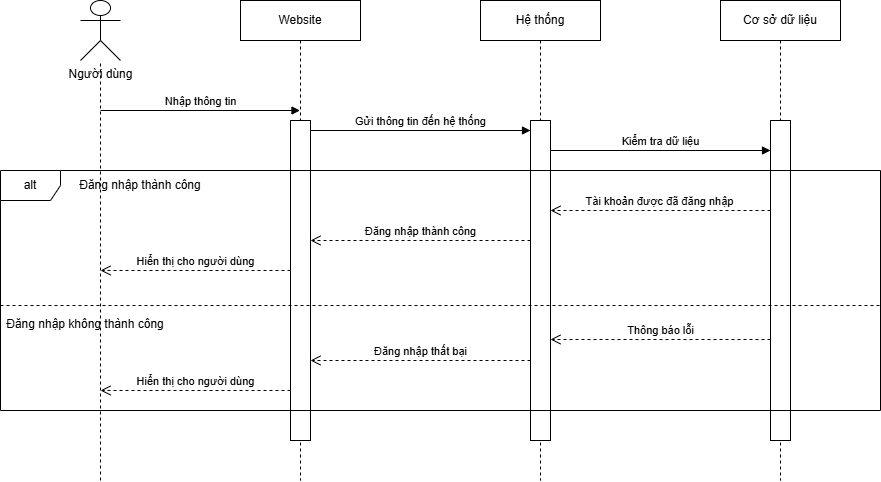 Website
Hệ thống
Cơ sở dữ liệu
Người dùng
Nhập thông tin
Gửi thông tin đến hệ thống
Kiểm tra dữ liệu
alt
Đăng nhập thành công
Tài khoản được đã đăng nhập
Đăng nhập thành công
Hiển thị cho người dùng
Đăng nhập không thành công
Thông báo lỗi
Đăng nhập thất bại
Hiển thị cho người dùng